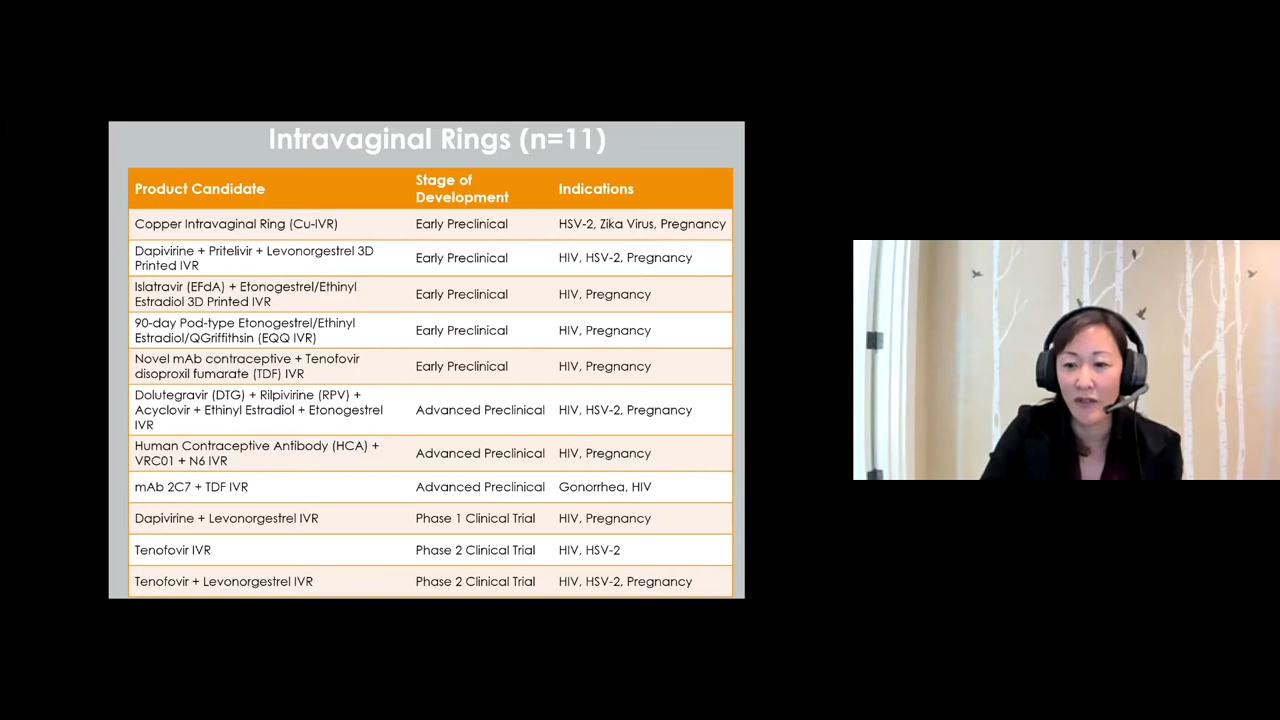 Intravaginal Rings (n=11)
Product Candidate
Stage of
Development
Indications
Copper Intravaginal Ring (Cu-IVR)
Early Preclinical
HSV-2, Zika Virus, Pregnancy
Dapivirine + Pritelivir + Levonorgestrel 3D
Printed IVR
Early Preclinical
HIV, HSV-2, Pregnancy
Islatravir (EFdA) + Etonogestrel/Ethinyl
Estradiol 3D Printed IVR
Early Preclinical
HIV, Pregnancy
90-day Pod-type Etonogestrel/Ethinyl
Estradiol/QGriffithsin (EQQ IVR)
Early Preclinical
HIV, Pregnancy
Novel mAb contraceptive + Tenofovir
disoproxil fumarate (TDF) IVR
Early Preclinical
HIV, Pregnancy
Dolutegravir (DTG) + Rilpivirine (RPV) +
Acyclovir + Ethinyl Estradiol + Etonogestrel
IVR
Advanced Preclinical
HIV, HSV-2, Pregnancy
Human Contraceptive Antibody (HCA) +
VRC01 + N6 IVR
Advanced Preclinical
HIV, Pregnancy
mAb 2C7 + TDF IVR
Advanced Preclinical
Gonorrhea, HIV
Dapivirine + Levonorgestrel IVR
Phase 1 Clinical Trial
HIV, Pregnancy
Tenofovir IVR
Phase 2 Clinical Trial
HIV, HSV-2
Tenofovir + Levonorgestrel IVR
Phase 2 Clinical Trial
HIV, HSV-2, Pregnancy